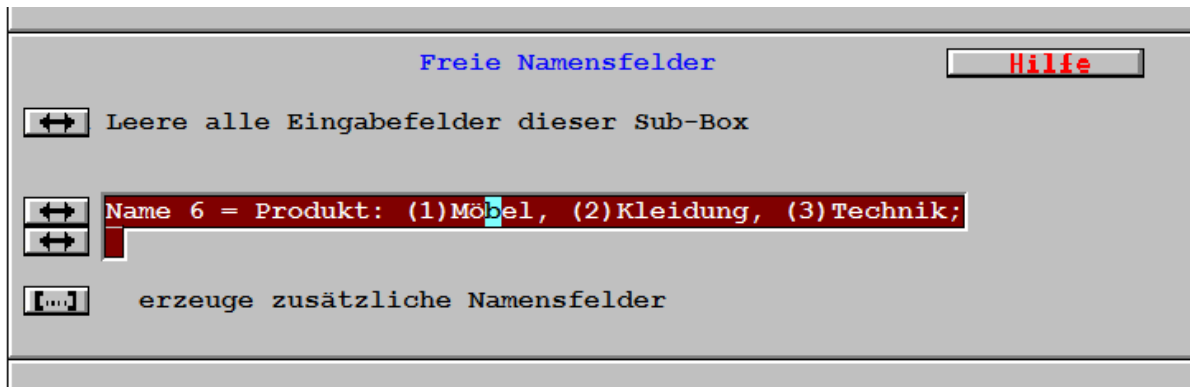 Freie Namensfelder
Hilfe
Leere alle Eingabefelder dieser Sub-Box
Name 6 = Produkt: (1)Möbel, (2)Kleidung, (3)Technik;
[....] erzeuge zusätzliche Namensfelder